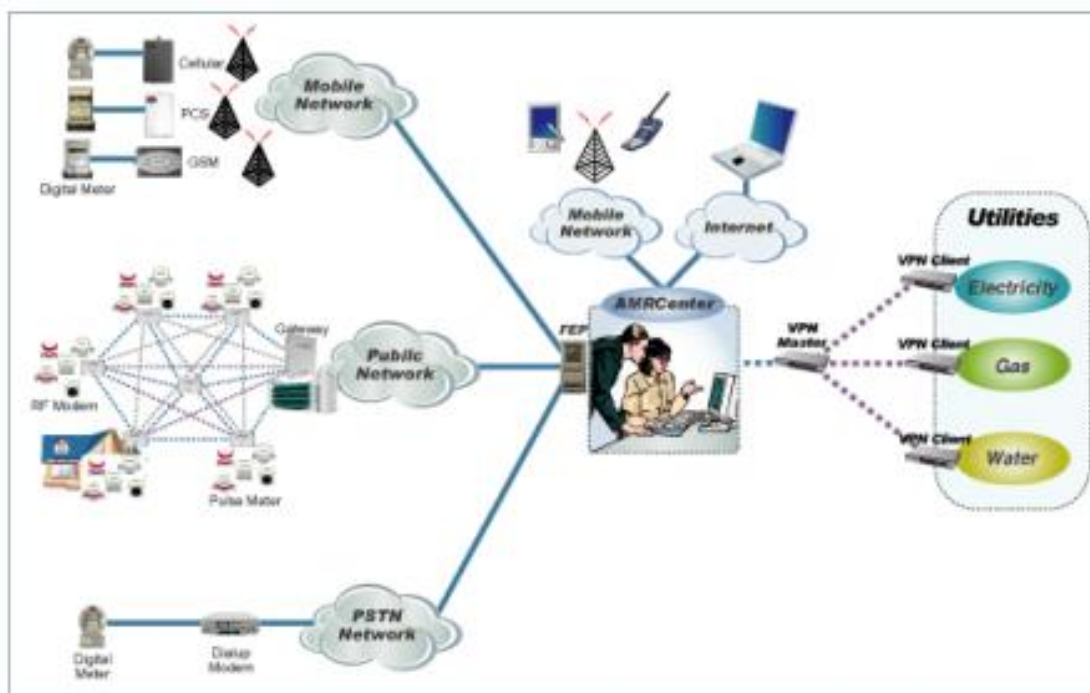 Cellular
Mobile
Network
PCS
GSM
Digital Meter
Mobile
Network
Internet
Utilities
VPN Client
Electricity
AMRCenter
FEP
VPN
Master
VPN Client
Gas
VPN Client
Water
Gateway
Public
Network
RF Modem
Pulse Meter
PSTN
Network
Digital
Meter
Dialup
Modem